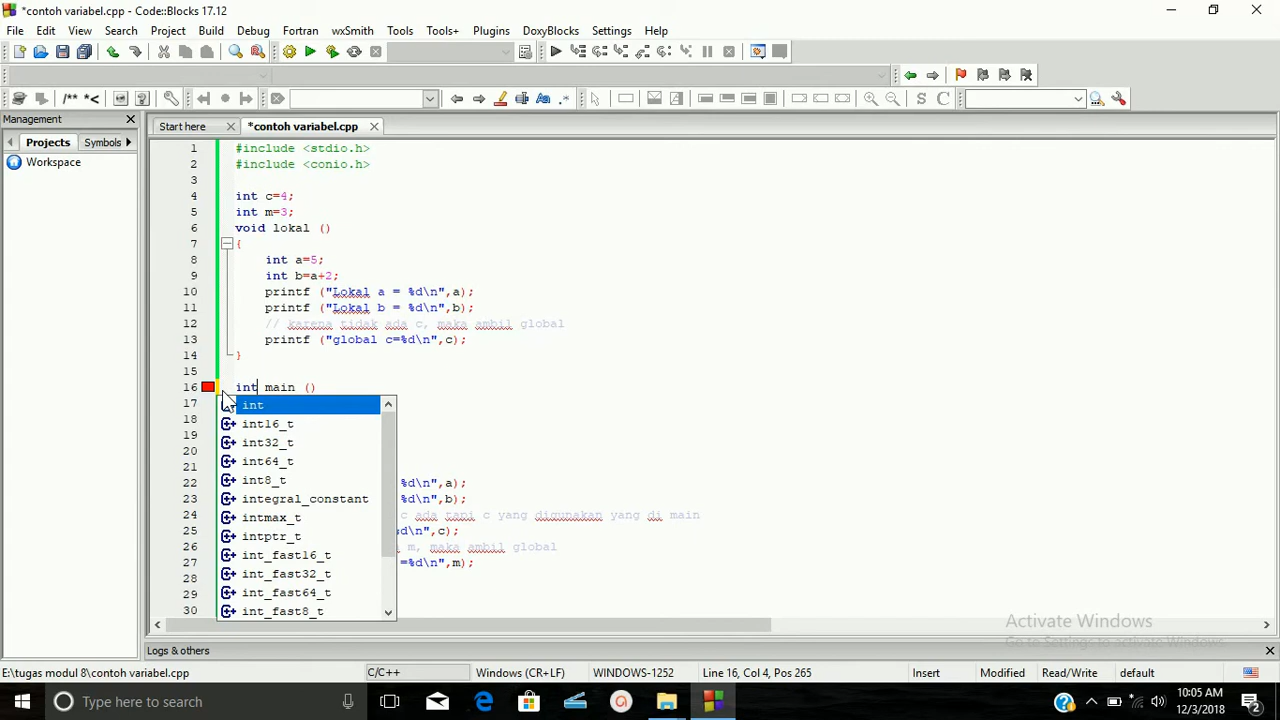 *contoh variabel.cpp - Code::Blocks 17.12
File Edit View Search Project Build Debug Fortran wxSmith Tools Tools+ Plugins DoxyBlocks Settings Help
/** *<
S C
Management
Projects Symbols
Workspace
Start here
*contoh variabel.cpp
1 #include <stdio.h>
2 #include <conio.h>
3
4 int c=4;
5 int m=3;
6 void lokal ()
7 {
8 int a=5;
9 int b=a+2;
10 printf ("Lokal a = %d\n",a);
11 printf ("Lokal b = %d\n",b);
12 // karena tidak ada c, maka ambil global
13 printf ("global c=%d\n",c);
14 }
15
16 int main ()
17 int
18 int16_t
19 int32_t
20 int64_t
21 int8_t
22 %d\n",a);
23 integral_constant %d\n",b);
24 intmax_t c ada tapi c yang digunakan yang di main
25 intptr_t %d\n",c);
26 int_fast16_t m, maka ambil global
27 int_fast32_t =%d\n",m);
28 int_fast64_t
29 int_fast8_t
30
Activate Windows
Go to Settings to activate Windows.
Logs & others
E:\tugas modul 8\contoh variabel.cpp C/C++ Windows (CR+LF) WINDOWS-1252 Line 16, Col 4, Pos 265 Insert Modified Read/Write default
Type here to search
10:05 AM
12/3/2018
2